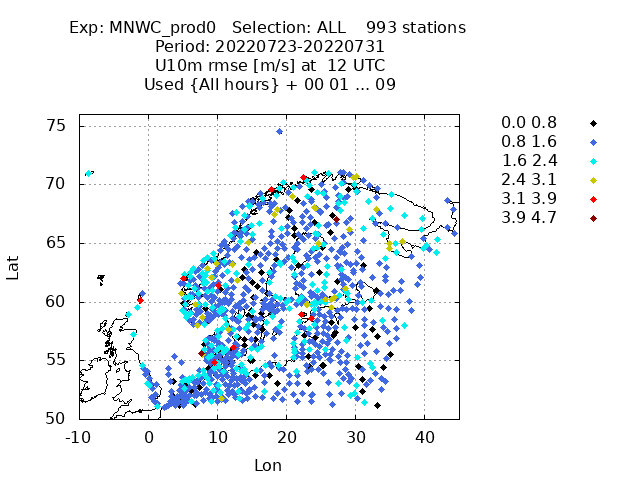 Exp: MNWC_prod0   Selection: ALL    993 stations
Period: 20220723-20220731
U10m rmse [m/s] at  12 UTC
Used {All hours} + 00 01 ... 09
0.0 0.8
0.8 1.6
1.6 2.4
2.4 3.1
3.1 3.9
3.9 4.7
75
70
65
60
55
50
Lat
-10 0 10 20 30 40
Lon